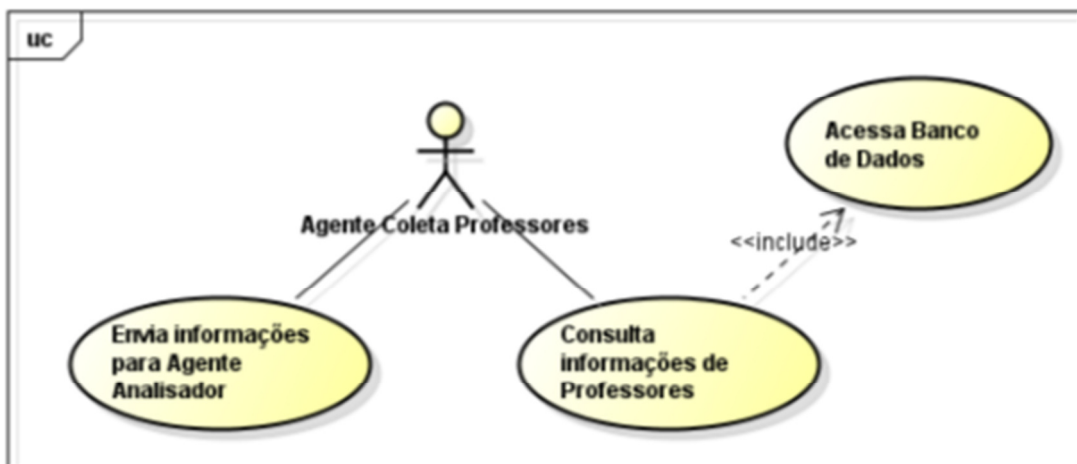 uc
Acessa Banco
de Dados
Agente Coleta Professores
<<include>>
Envia informações
para Agente
Analisador
Consulta
informações de
Professores